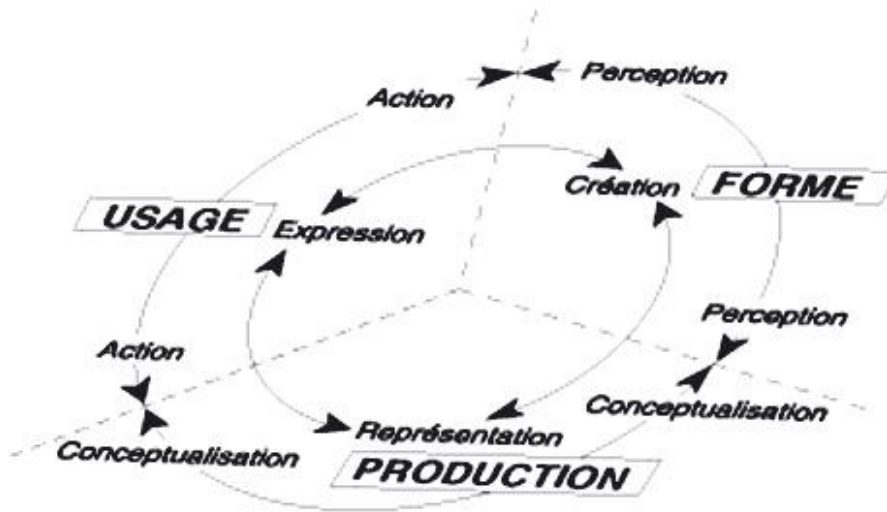 Perception
Action
Création
FORME
USAGE
Expression
Perception
Action
Conceptualisation
Représentation
Conceptualisation
PRODUCTION